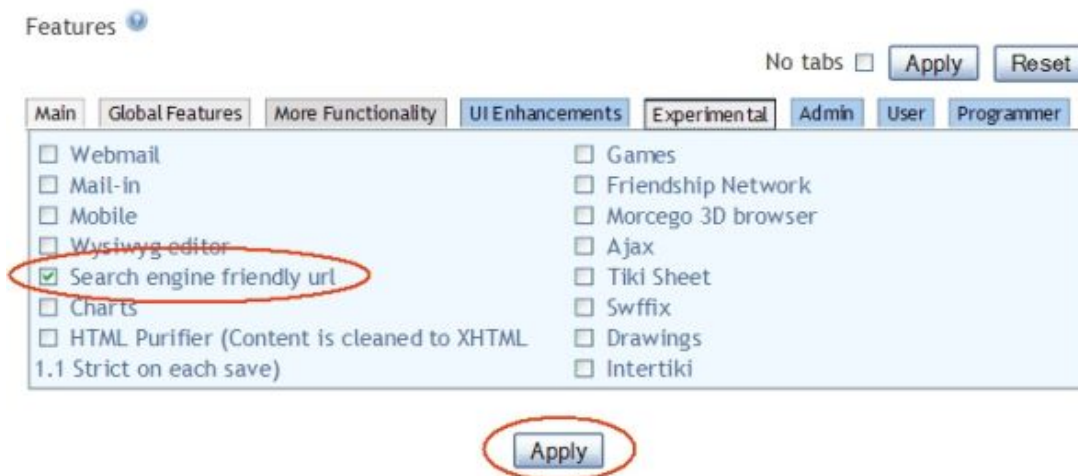 Features
No tabs Apply Reset
Main Global Features More Functionality UI Enhancements Experimental Admin User Programmer
Webmail
Mail-in
Mobile
Wysiwyg editor
Search engine friendly url
Charts
HTML Purifier (Content is cleaned to XHTML
1.1 Strict on each save)
Games
Friendship Network
Morcego 3D browser
Ajax
Tiki Sheet
Swffix
Drawings
Intertiki
Apply